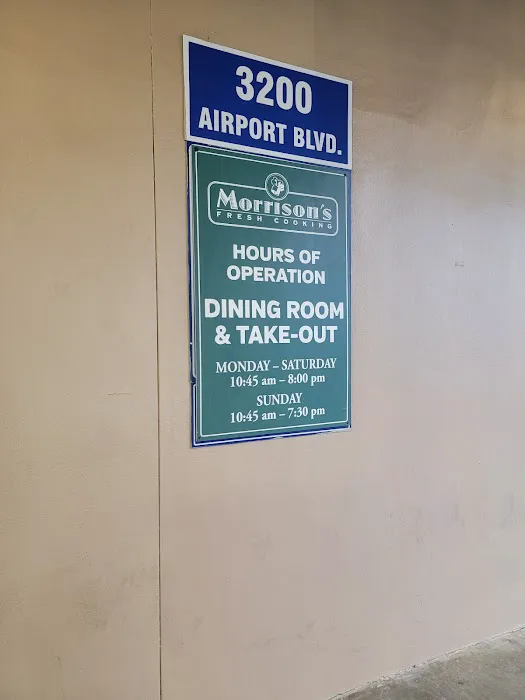 3200
AIRPORT BLVD.
Morrison's
FRESH COOKING
HOURS OF
OPERATION
DINING ROOM
& TAKE-OUT
MONDAY – SATURDAY
10:45 am – 8:00 pm
SUNDAY
10:45 am – 7:30 pm